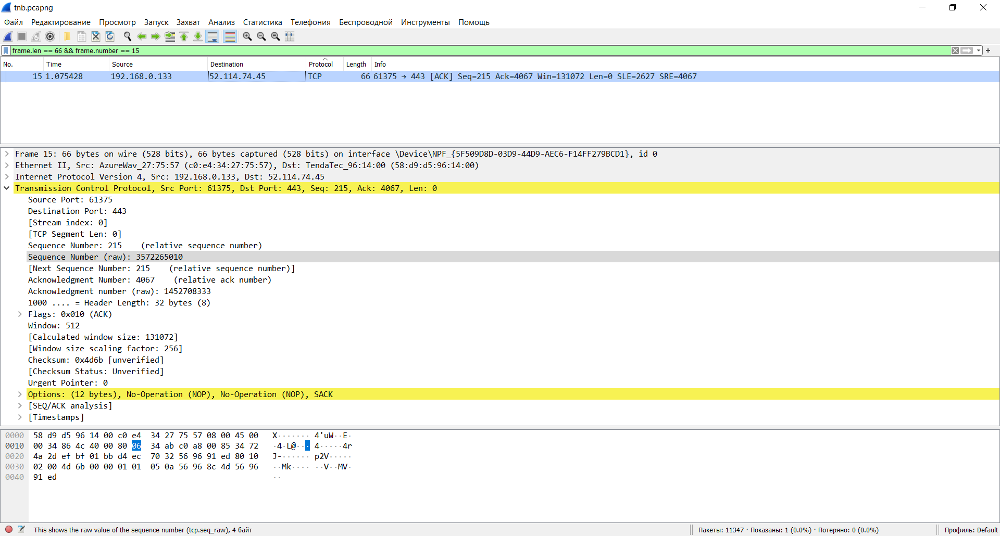 tnb.pcapng
Файл Редактирование Просмотр Запуск Захват Анализ Статистика Телефония Беспроводной Инструменты Помощь
frame.len == 66 && frame.number == 15
No. Time Source Destination Protocol Length Info
15 1.075428 192.168.0.133 52.114.74.45 TCP 66 61375 → 443 [ACK] Seq=215 Ack=4067 Win=131072 Len=0 SLE=2627 SRE=4067
Frame 15: 66 bytes on wire (528 bits), 66 bytes captured (528 bits) on interface \Device\NPF_{5F509D8D-03D9-44D9-AEC6-F14FF279BCD1}, id 0
Ethernet II, Src: AzureWav_27:75:57 (c0:e4:34:27:75:57), Dst: TendaTec_96:14:00 (58:d9:d5:96:14:00)
Internet Protocol Version 4, Src: 192.168.0.133, Dst: 52.114.74.45
Transmission Control Protocol, Src Port: 61375, Dst Port: 443, Seq: 215, Ack: 4067, Len: 0
Source Port: 61375
Destination Port: 443
[Stream index: 0]
[TCP Segment Len: 0]
Sequence Number: 215    (relative sequence number)
Sequence Number (raw): 3572265010
[Next Sequence Number: 215    (relative sequence number)]
Acknowledgment Number: 4067    (relative ack number)
Acknowledgment number (raw): 1452708333
1000 .... = Header Length: 32 bytes (8)
Flags: 0x010 (ACK)
Window: 512
[Calculated window size: 131072]
[Window size scaling factor: 256]
Checksum: 0x4d6b [unverified]
[Checksum Status: Unverified]
Urgent Pointer: 0
Options: (12 bytes), No-Operation (NOP), No-Operation (NOP), SACK
[SEQ/ACK analysis]
[Timestamps]
0000 58 d9 d5 96 14 00 c0 e4 34 27 75 57 08 00 45 00 X······· 4'uW··E·
0010 00 34 86 4c 40 00 80 06 34 ab c0 a8 00 85 34 72 ·4·L@··· 4·····4r
0020 4a 2d ef bf 01 bb d4 ec 70 32 56 96 91 ed 80 10 J-······ p2V·····
0030 02 00 4d 6b 00 00 01 01 05 0a 56 96 8c 4d 56 96 ··Mk···· ··V··MV·
0040 91 ed ··
This shows the raw value of the sequence number (tcp.seq_raw), 4 байт
Пакеты: 11347 · Показаны: 1 (0.0%) · Потеряно: 0 (0.0%)
Профиль: Default